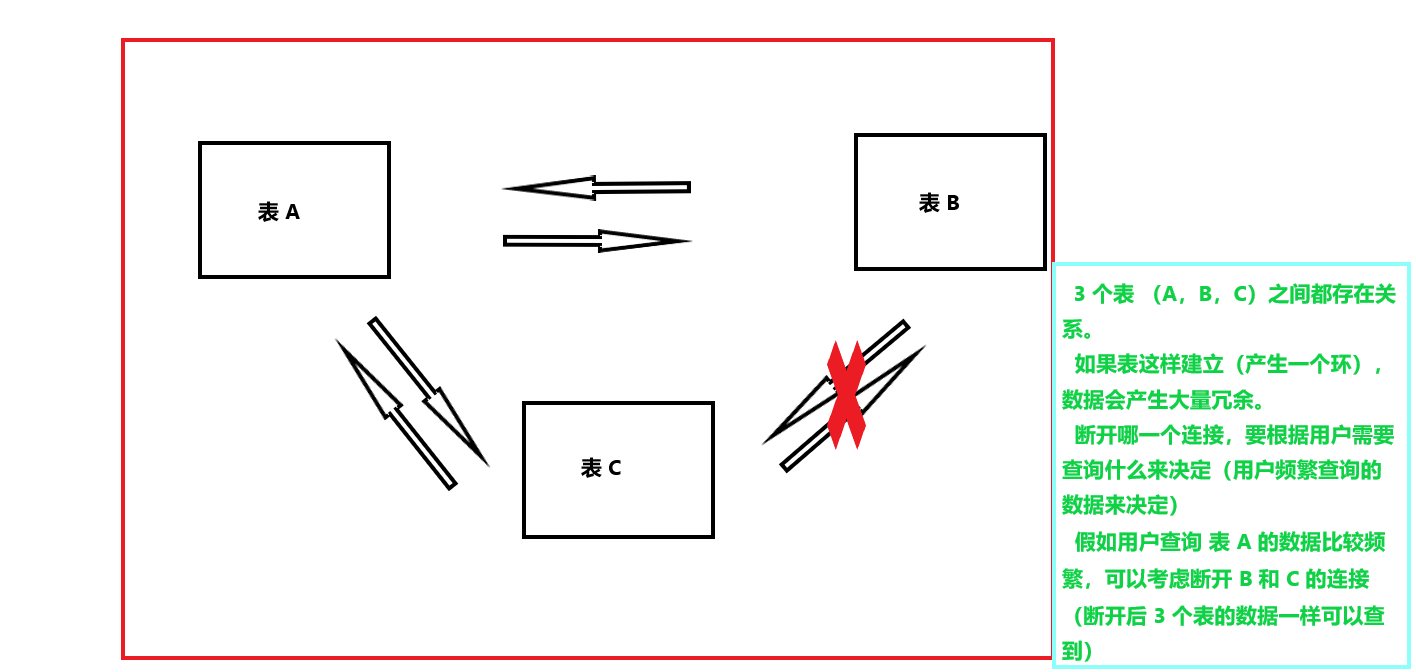 表 A
表 B
表 C
3 个表 （A，B，C）之间都存在关
系。
如果表这样建立（产生一个环），
数据会产生大量冗余。
断开哪一个连接，要根据用户需要
查询什么来决定（用户频繁查询的
数据来决定）
假如用户查询 表 A 的数据比较频
繁，可以考虑断开 B 和 C 的连接
（断开后 3 个表的数据一样可以查
到）